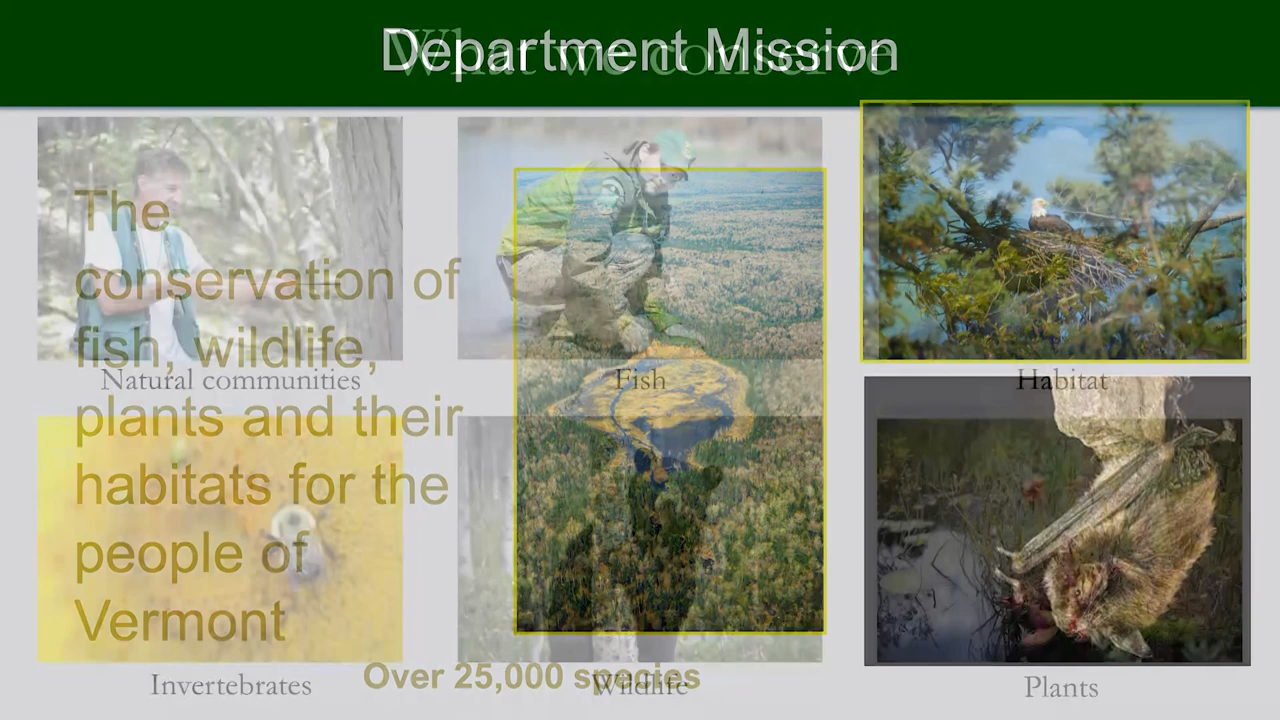 Department Mission
What we conserve
The
conservation of
fish, wildlife,
plants and their
habitats for the
people of
Vermont
Natural communities
Fish
Habitat
Invertebrates
Over 25,000 species
Wildlife
Plants